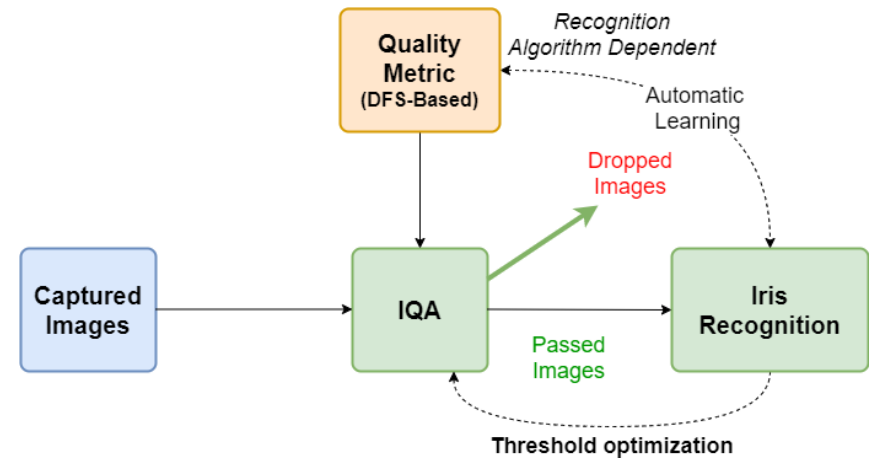 Recognition
Algorithm Dependent
Quality
Metric
(DFS-Based)
Automatic
Learning
Dropped
Images
Captured
Images
IQA
Iris
Recognition
Passed
Images
Threshold optimization